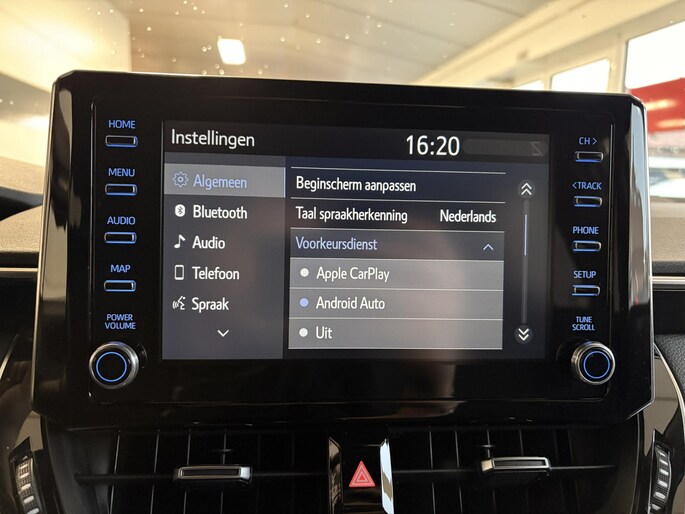 HOME
MENU
AUDIO
MAP
POWER
VOLUME
Instellingen
16:20
Algemeen
Bluetooth
Audio
Telefoon
Spraak
Beginscherm aanpassen
Taal spraakherkenning Nederlands
Voorkeursdienst
Apple CarPlay
Android Auto
Uit
CH >
< TRACK
PHONE
SETUP
TUNE
SCROLL